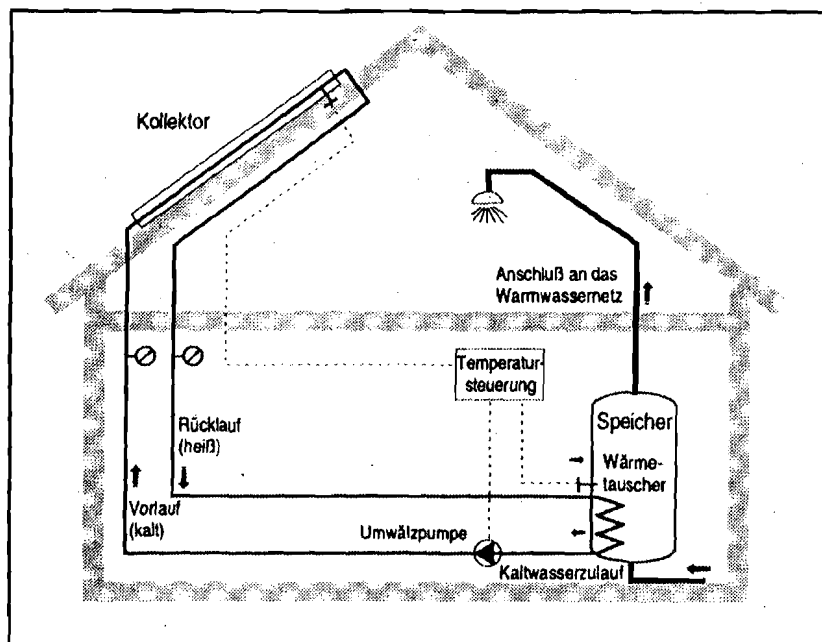 Kollektor
Anschluß an das
Warmwassernetz
Temperatur-
steuerung
Speicher
Rücklauf
(heiß)
Wärme-
tauscher
Vorlauf
(kalt)
Umwälzpumpe
Kaltwasserzulauf